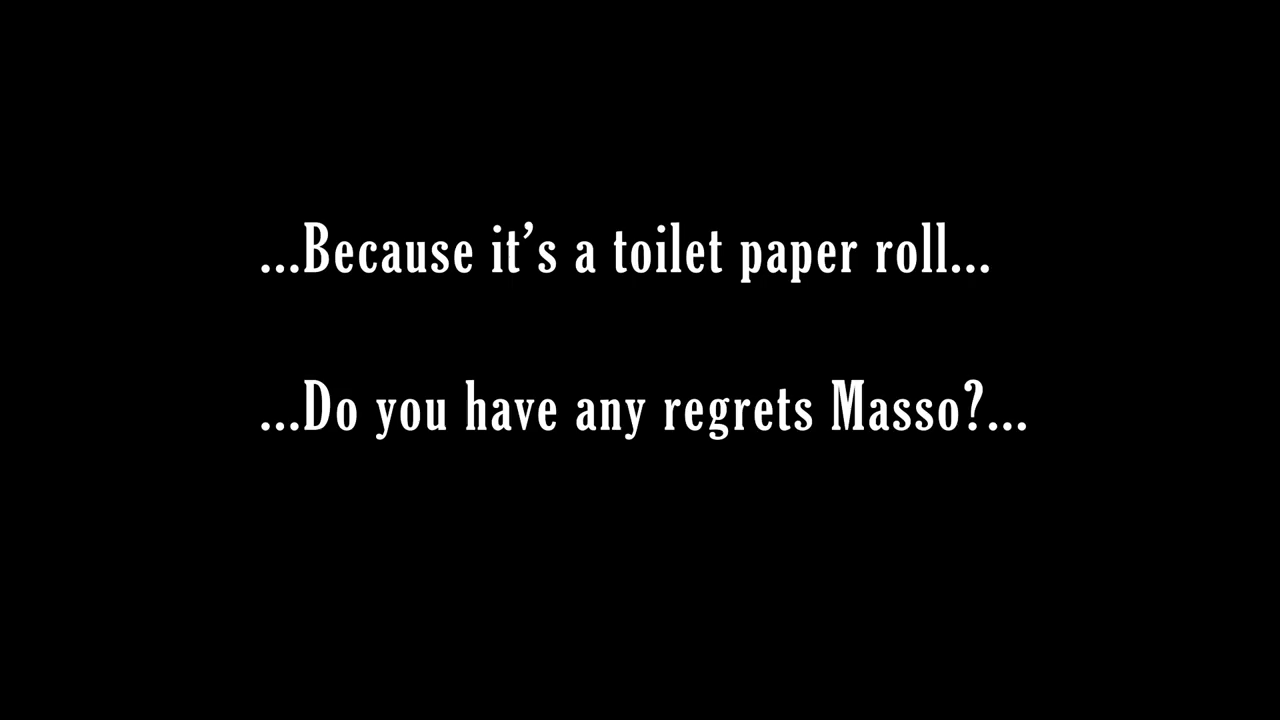 ...Because it’s a toilet paper roll...
...Do you have any regrets Masso?...